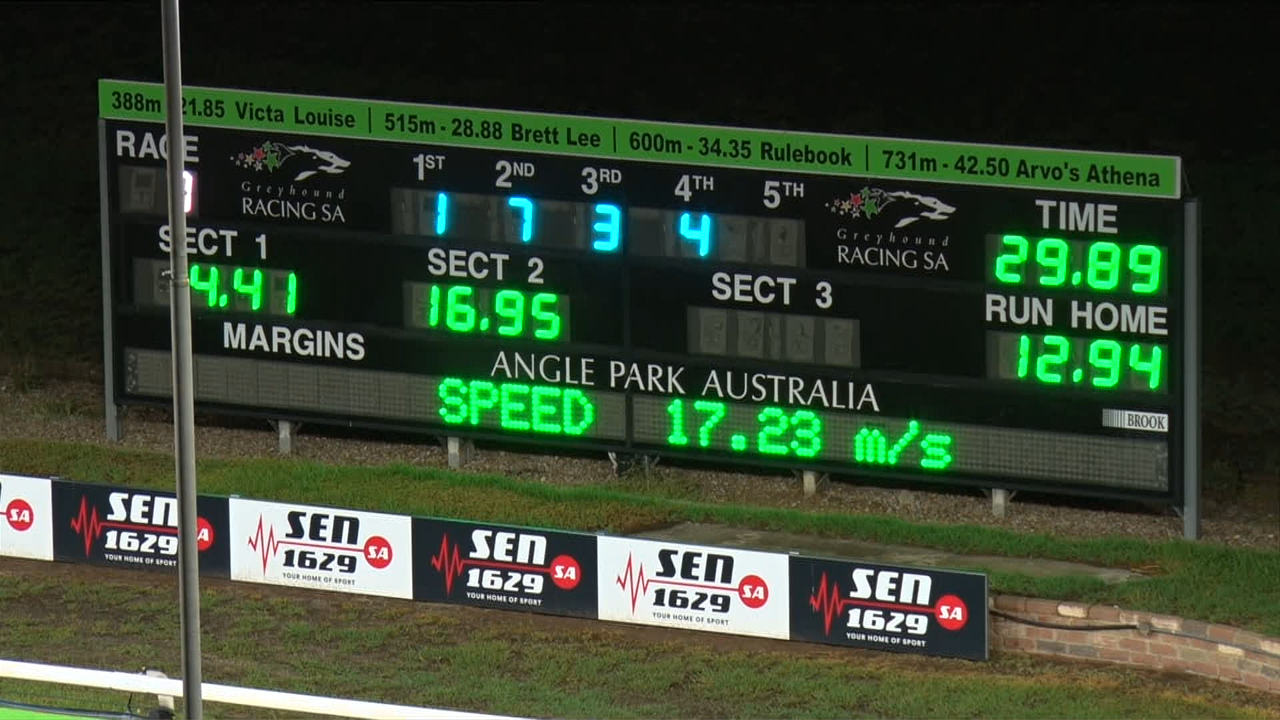 388m 21.85 Victa Louise | 515m - 28.88 Brett Lee | 600m - 34.35 Rulebook | 731m - 42.50 Arvo's Athena
RACE
Greyhound
RACING SA
1ST 2ND 3RD 4TH 5TH
1 7 3 4
Greyhound
RACING SA
TIME
29.89
SECT 1
4.41
SECT 2
16.95
SECT 3
RUN HOME
12.94
MARGINS
ANGLE PARK AUSTRALIA
BROOK
SPEED 17.23 m/s
SA
SEN
1629
YOUR HOME OF SPORT
SEN
1629
SA
YOUR HOME OF SPORT
SEN
1629
SA
YOUR HOME OF SPORT
SEN
1629
SA
YOUR HOME OF SPORT
SEN
1629
SA
YOUR HOME OF SPORT